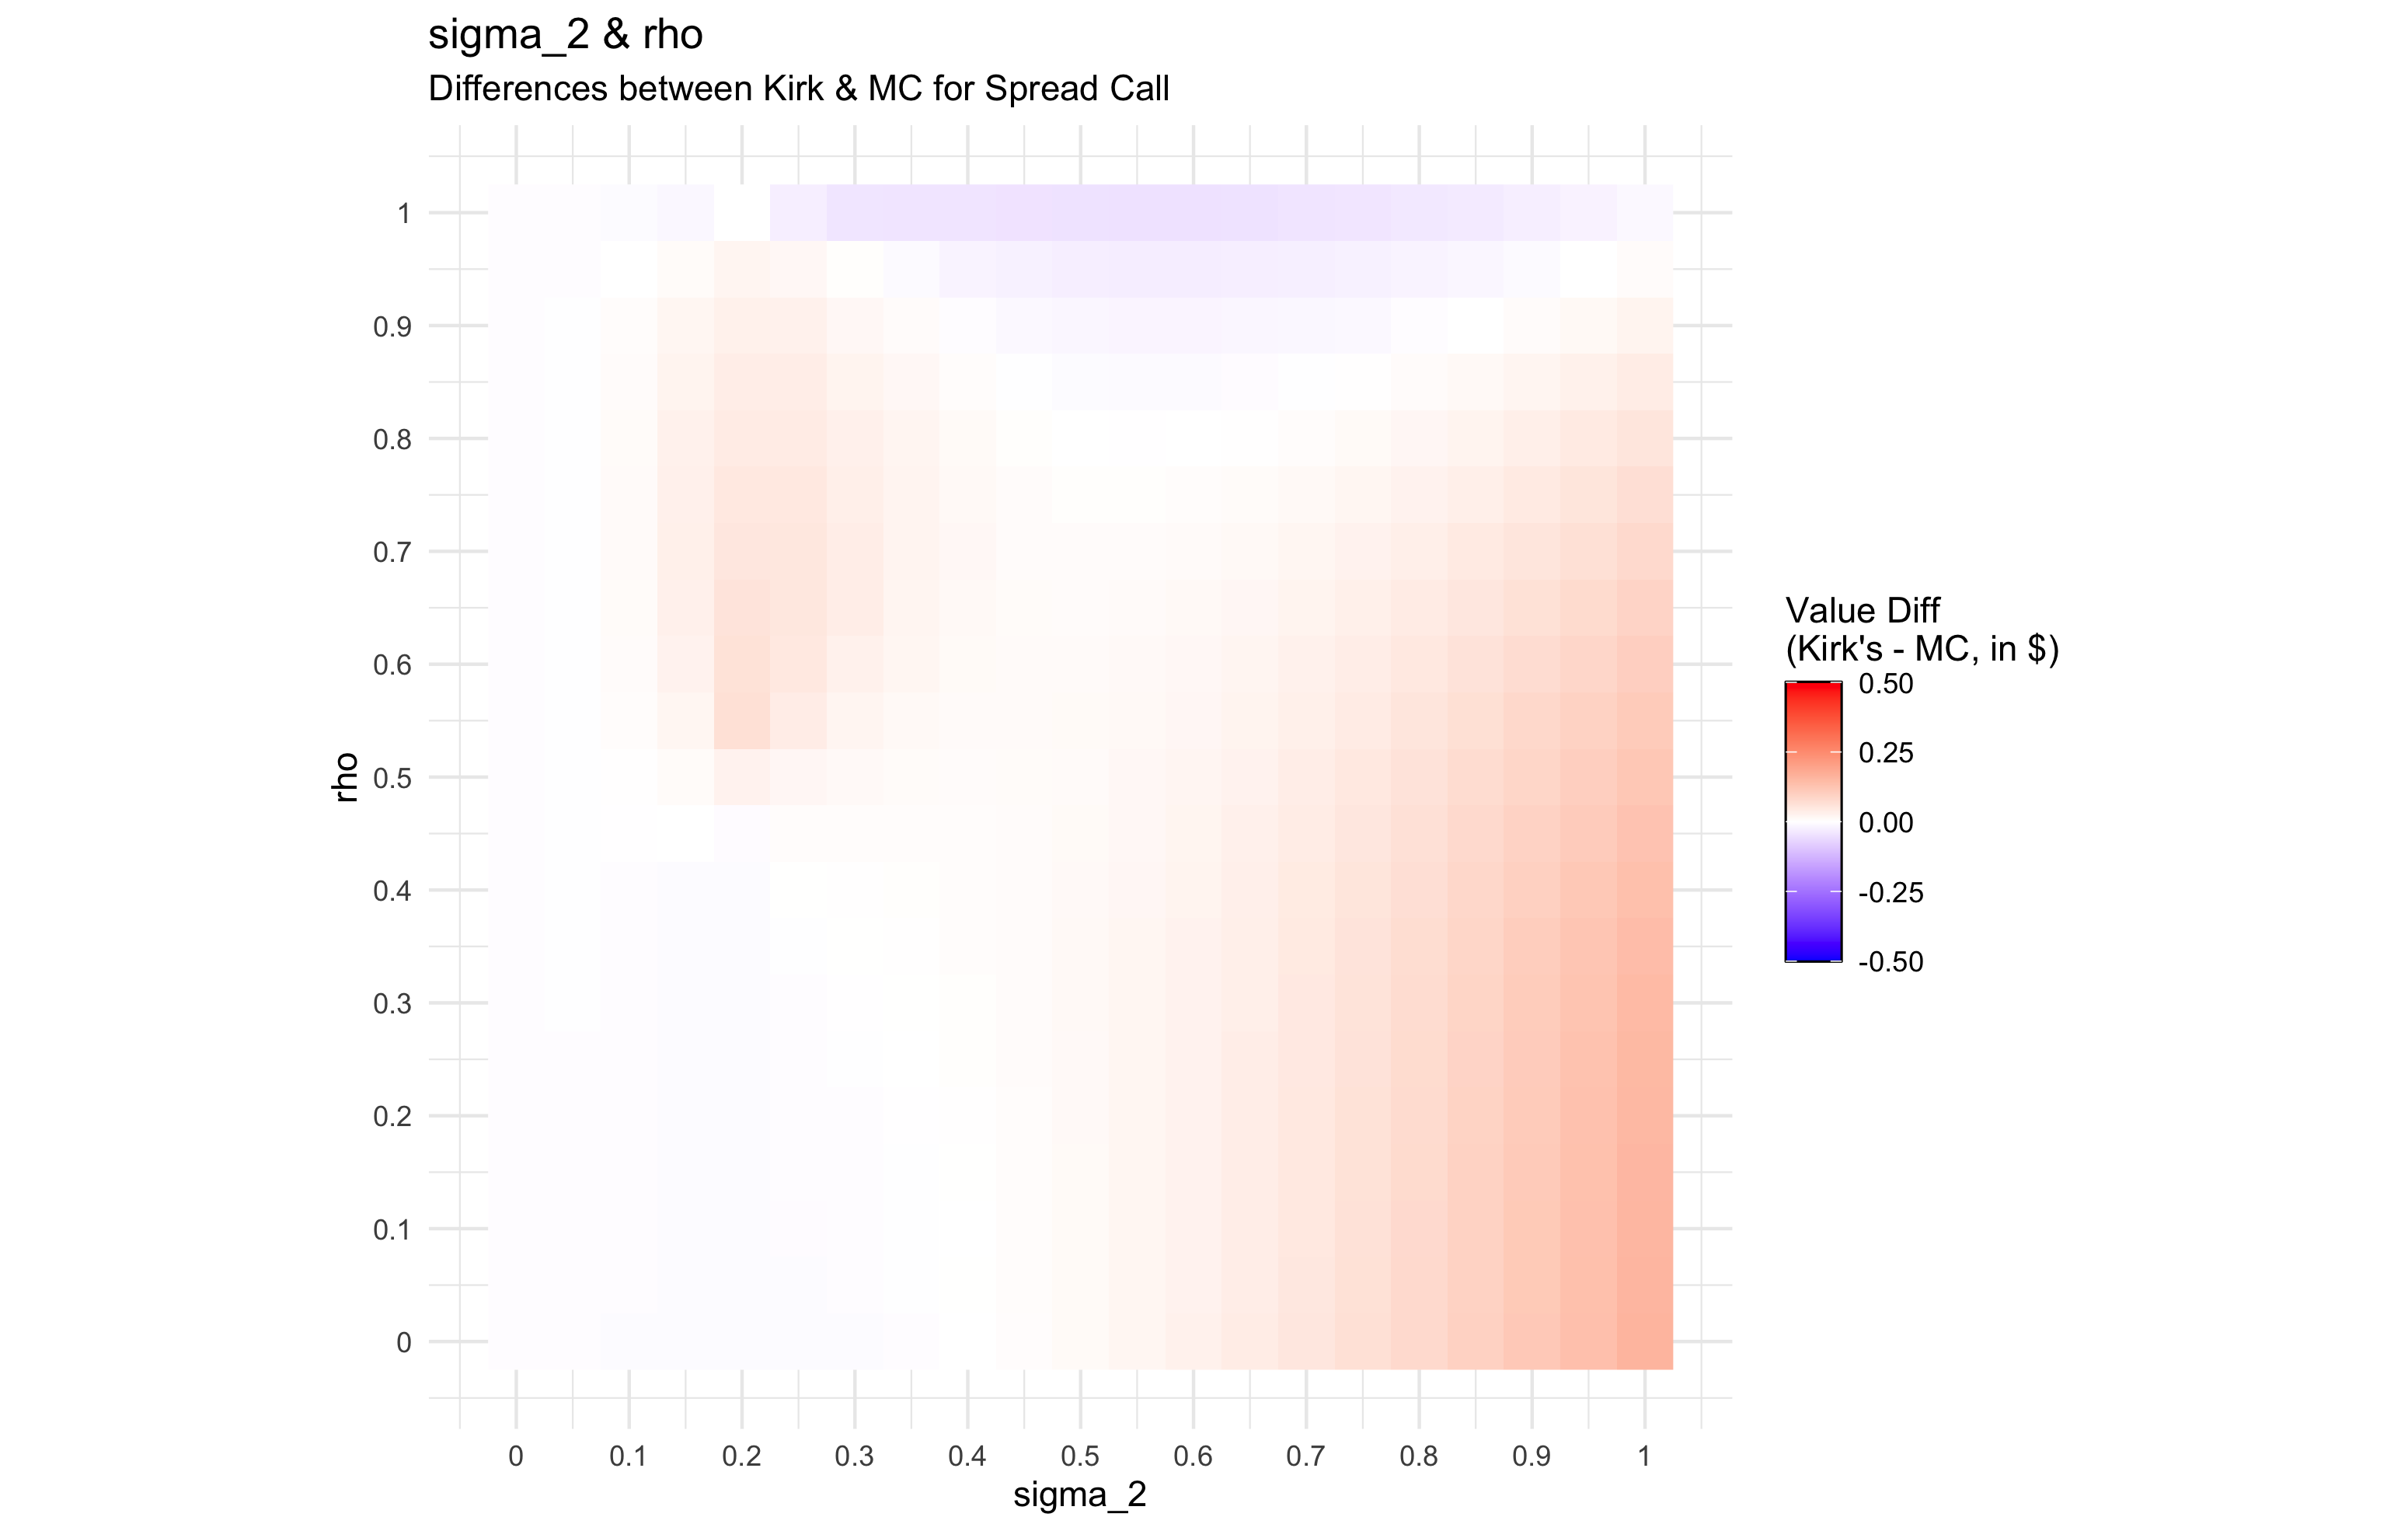 sigma_2 & rho
Differences between Kirk & MC for Spread Call
1
0.9
0.8
0.7
0.6
0.5
0.4
0.3
0.2
0.1
0
rho
0 0.1 0.2 0.3 0.4 0.5 0.6 0.7 0.8 0.9 1
sigma_2
Value Diff
(Kirk's - MC, in $)
0.50
0.25
0.00
-0.25
-0.50